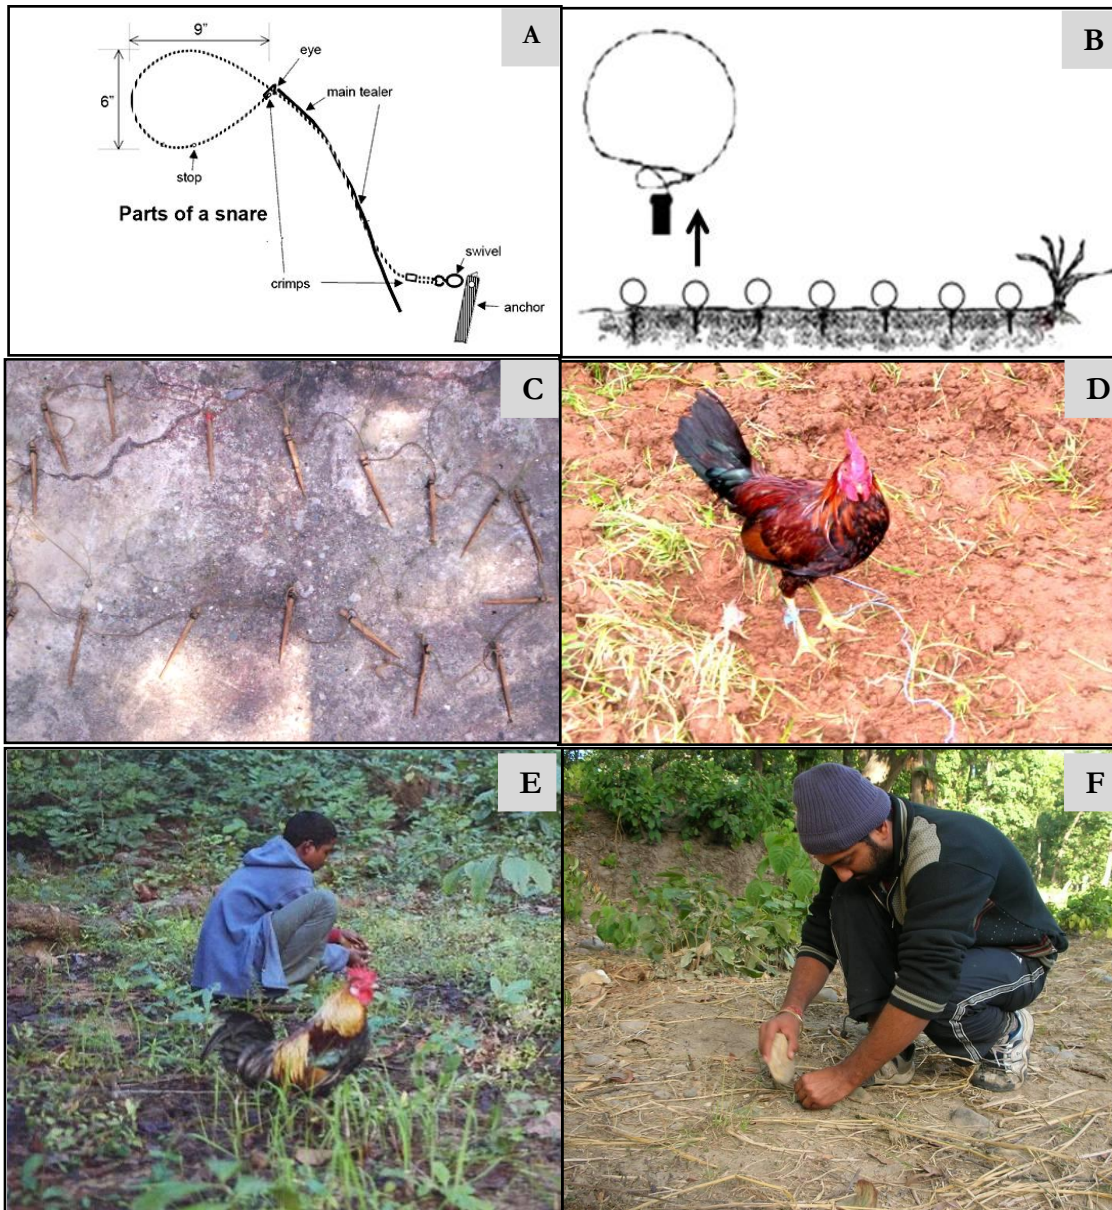 A
9"
eye
main tealer
6"
stop
Parts of a snare
swivel
crimps
anchor
B
C
D
E
F